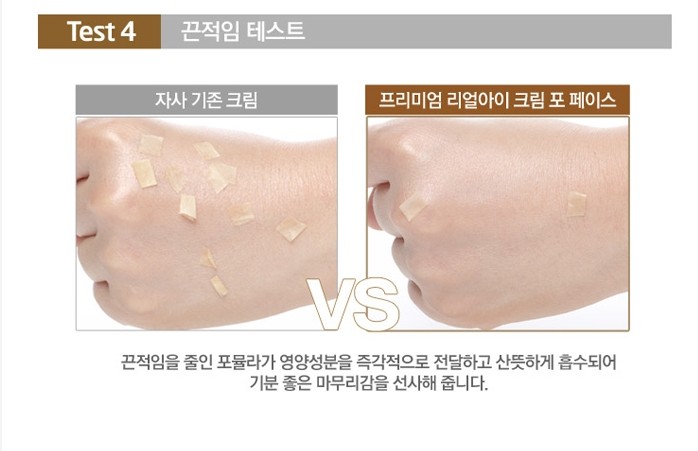 Test 4 끈적임 테스트
자사 기존 크림
프리미엄 리얼아이 크림 포 페이스
VS
끈적임을 줄인 포뮬라가 영양성분을 즉각적으로 전달하고 산뜻하게 흡수되어
기분 좋은 마무리감을 선사해 줍니다.